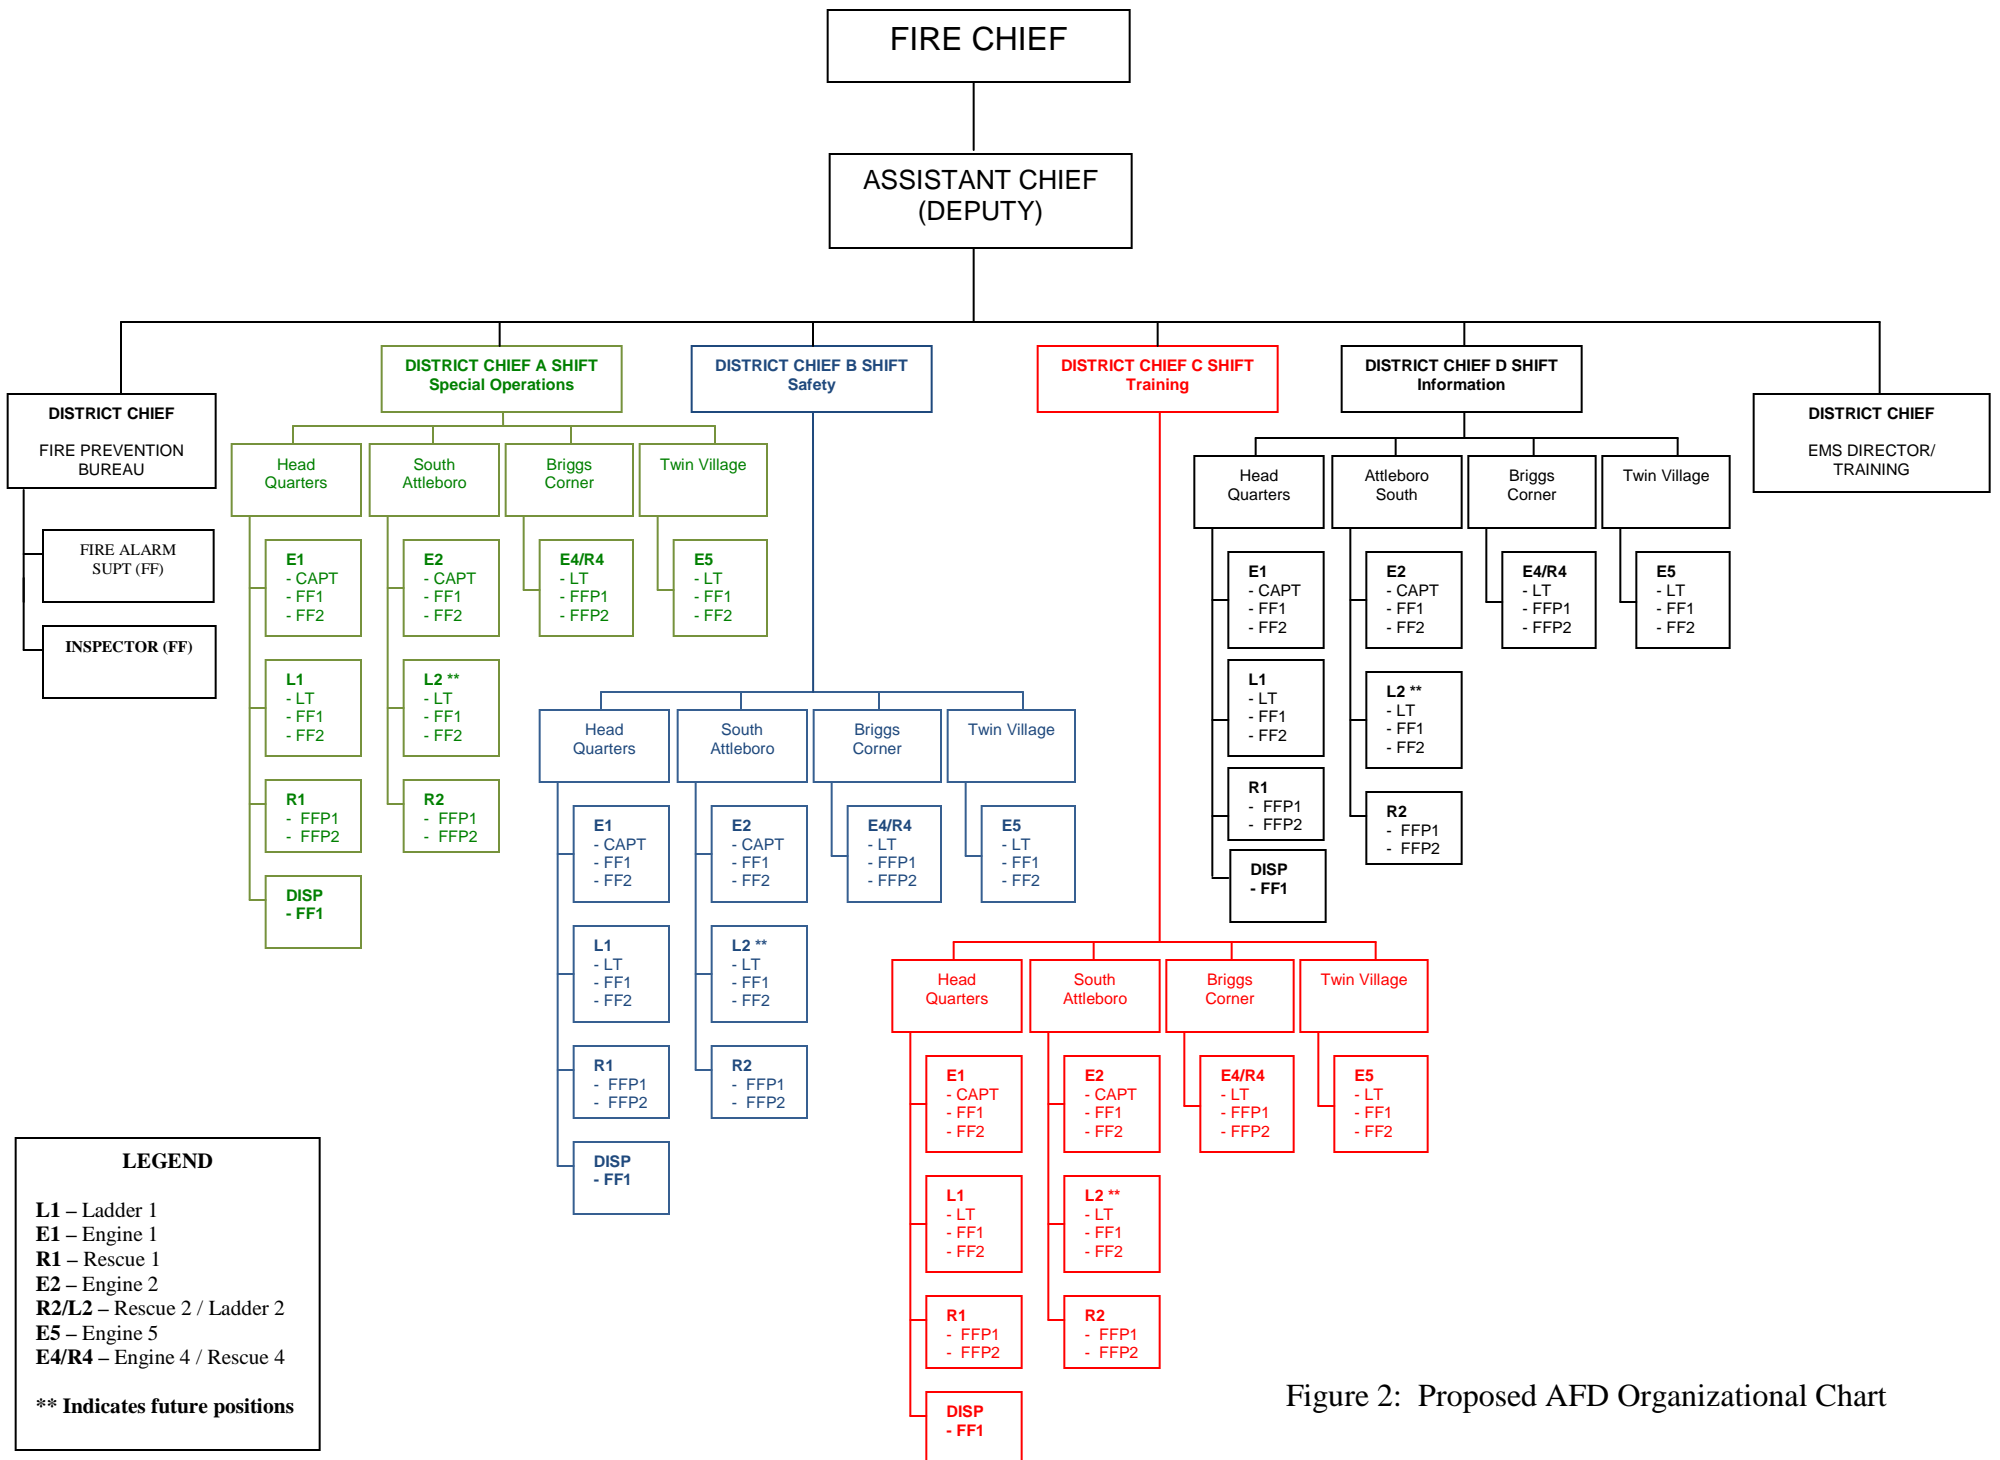 FIRE CHIEF
ASSISTANT CHIEF
(DEPUTY)
DISTRICT CHIEF
FIRE PREVENTION
BUREAU
FIRE ALARM
SUPT (FF)
INSPECTOR (FF)
DISTRICT CHIEF A SHIFT
Special Operations
Head
Quarters
E1
- CAPT
- FF1
- FF2
L1
- LT
- FF1
- FF2
R1
- FFP1
- FFP2
DISP
- FF1
South
Attleboro
E2
- CAPT
- FF1
- FF2
L2 **
- LT
- FF1
- FF2
R2
- FFP1
- FFP2
Briggs
Corner
E4/R4
- LT
- FFP1
- FFP2
Twin Village
E5
- LT
- FF1
- FF2
DISTRICT CHIEF B SHIFT
Safety
Head
Quarters
E1
- CAPT
- FF1
- FF2
L1
- LT
- FF1
- FF2
R1
- FFP1
- FFP2
DISP
- FF1
South
Attleboro
E2
- CAPT
- FF1
- FF2
L2 **
- LT
- FF1
- FF2
R2
- FFP1
- FFP2
Briggs
Corner
E4/R4
- LT
- FFP1
- FFP2
Twin Village
E5
- LT
- FF1
- FF2
DISTRICT CHIEF C SHIFT
Training
Head
Quarters
E1
- CAPT
- FF1
- FF2
L1
- LT
- FF1
- FF2
R1
- FFP1
- FFP2
DISP
- FF1
South
Attleboro
E2
- CAPT
- FF1
- FF2
L2 **
- LT
- FF1
- FF2
R2
- FFP1
- FFP2
Briggs
Corner
E4/R4
- LT
- FFP1
- FFP2
Twin Village
E5
- LT
- FF1
- FF2
DISTRICT CHIEF D SHIFT
Information
Head
Quarters
E1
- CAPT
- FF1
- FF2
L1
- LT
- FF1
- FF2
R1
- FFP1
- FFP2
DISP
- FF1
Attleboro
South
E2
- CAPT
- FF1
- FF2
L2 **
- LT
- FF1
- FF2
R2
- FFP1
- FFP2
Briggs
Corner
E4/R4
- LT
- FFP1
- FFP2
Twin Village
E5
- LT
- FF1
- FF2
DISTRICT CHIEF
EMS DIRECTOR/
TRAINING
LEGEND
L1 – Ladder 1
E1 – Engine 1
R1 – Rescue 1
E2 – Engine 2
R2/L2 – Rescue 2 / Ladder 2
E5 – Engine 5
E4/R4 – Engine 4 / Rescue 4
** Indicates future positions
Figure 2: Proposed AFD Organizational Chart